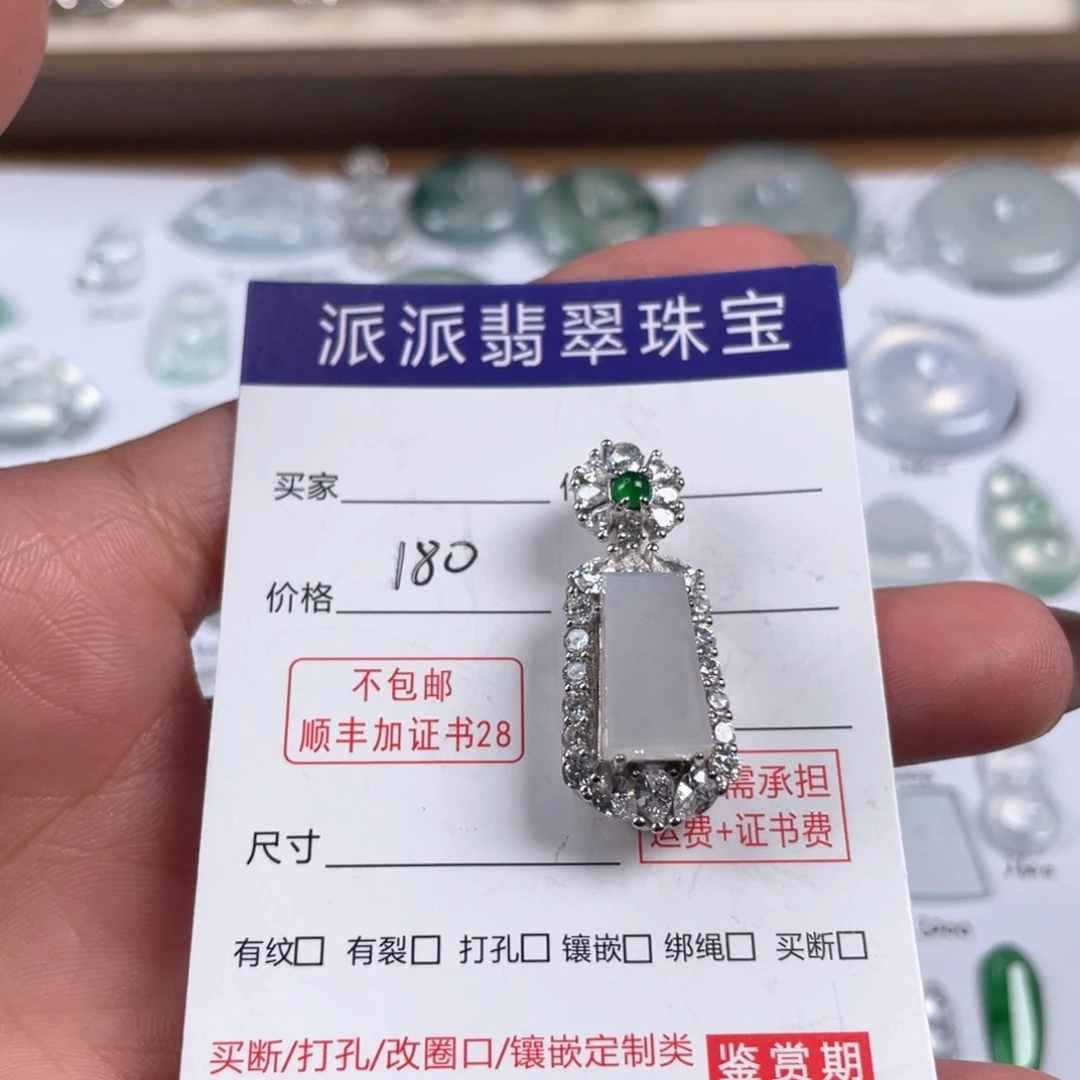 派派翡翠珠宝
买家
价格 180
不包邮
顺丰加证书28
需承担
运费+证书费
尺寸
有纹□ 有裂□ 打孔□ 镶嵌□ 绑绳□ 买断□
买断/打孔/改圈口/镶嵌定制类
鉴赏期